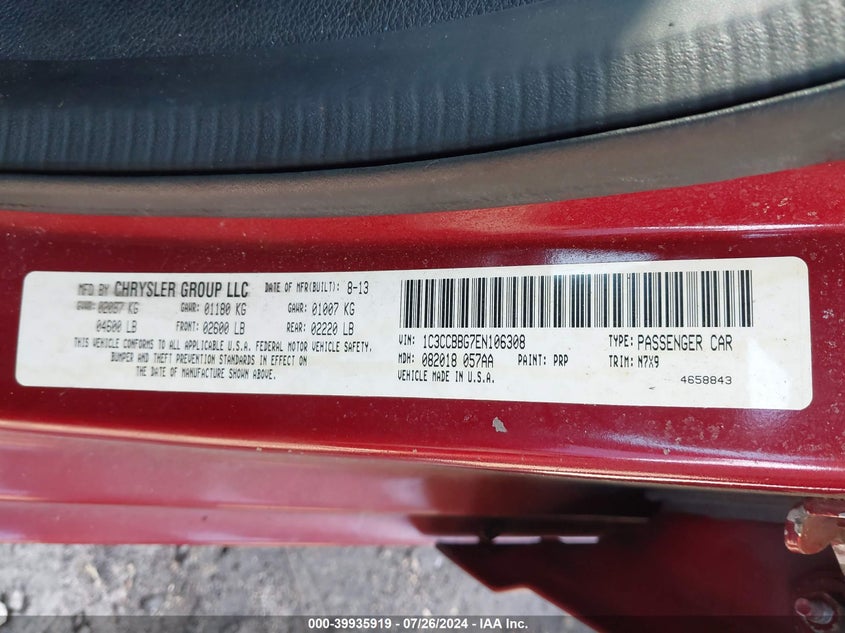 MFD BY CHRYSLER GROUP LLC DATE OF MFR(BUILT): 8-13
GVWR: 02087 KG GAWR: 01180 KG GAWR: 01007 KG
04600 LB FRONT: 02600 LB REAR: 02220 LB
THIS VEHICLE CONFORMS TO ALL APPLICABLE U.S.A. FEDERAL MOTOR VEHICLE SAFETY,
BUMPER AND THEFT PREVENTION STANDARDS IN EFFECT ON
THE DATE OF MANUFACTURE SHOWN ABOVE.
VIN: 1C3CCBBG7EN106308 TYPE: PASSENGER CAR
MDH: 082018 057AA PAINT: PRP TRIM: N7X9
VEHICLE MADE IN U.S.A. 4658843
000-39935919 | 07/26/2024 | IAA, Inc.